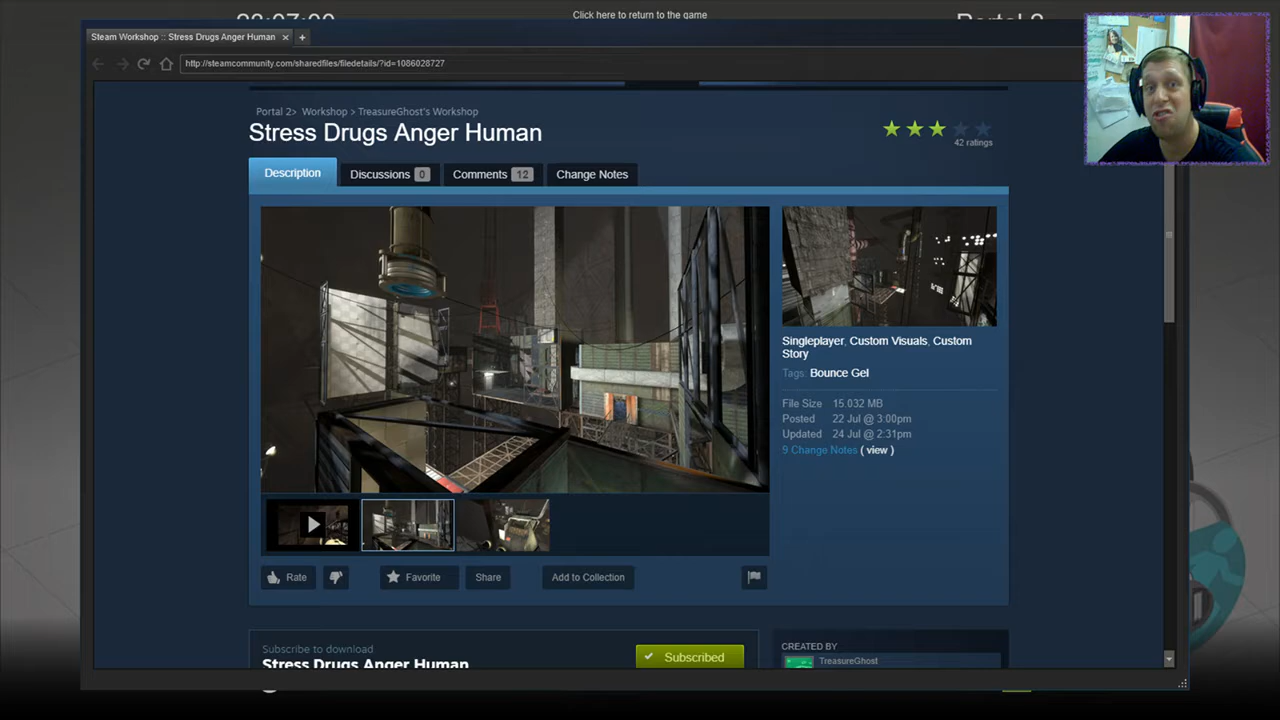 Click here to return to the game
Steam Workshop :: Stress Drugs Anger Human
http://steamcommunity.com/sharedfiles/filedetails/?id=1086028727
Portal 2> Workshop > TreasureGhost's Workshop
Stress Drugs Anger Human
42 ratings
Description
Discussions 0
Comments 12
Change Notes
Singleplayer, Custom Visuals, Custom
Story
Tags: Bounce Gel
File Size 15.032 MB
Posted 22 Jul @ 3:00pm
Updated 24 Jul @ 2:31pm
9 Change Notes ( view )
Rate
Favorite
Share
Add to Collection
Subscribe to download
Stress Drugs Anger Human
Subscribed
CREATED BY
TreasureGhost